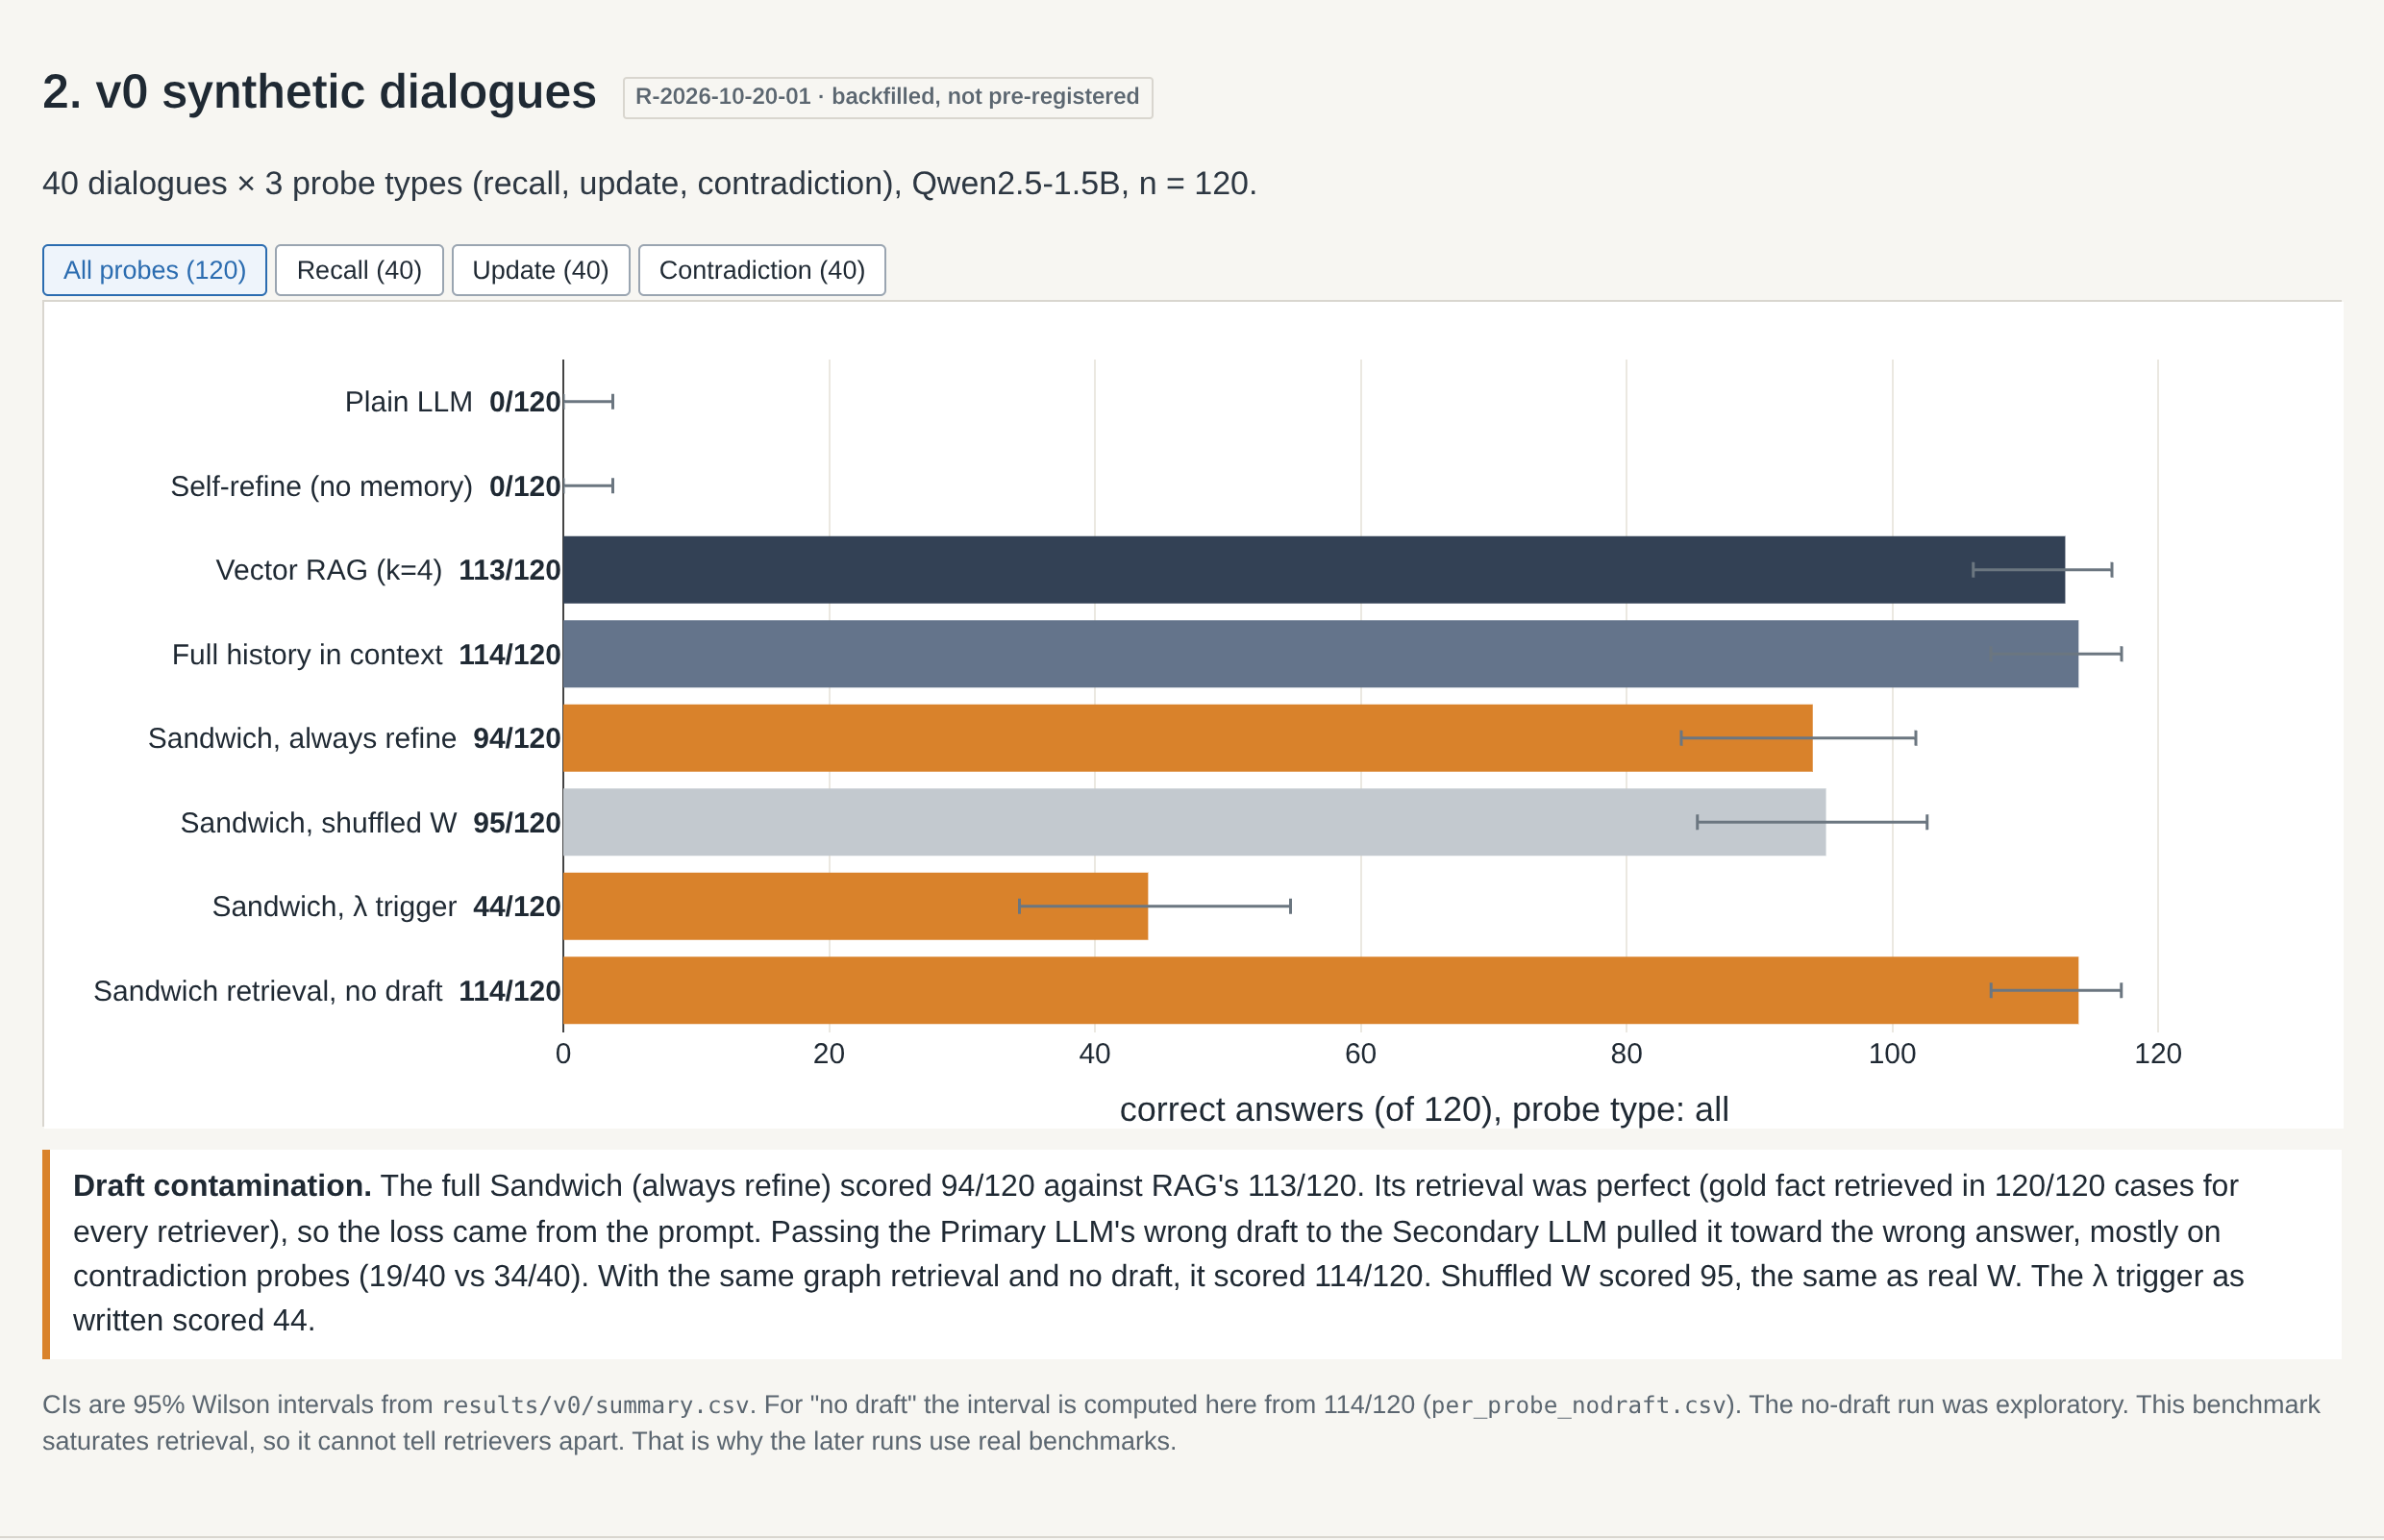 2. v0 synthetic dialogues R-2026-10-20-01 · backfilled, not pre-registered
40 dialogues × 3 probe types (recall, update, contradiction), Qwen2.5-1.5B, n = 120.
All probes (120) Recall (40) Update (40) Contradiction (40)
Plain LLM 0/120
Self-refine (no memory) 0/120
Vector RAG (k=4) 113/120
Full history in context 114/120
Sandwich, always refine 94/120
Sandwich, shuffled W 95/120
Sandwich, λ trigger 44/120
Sandwich retrieval, no draft 114/120
0 20 40 60 80 100 120
correct answers (of 120), probe type: all
Draft contamination. The full Sandwich (always refine) scored 94/120 against RAG's 113/120. Its retrieval was perfect (gold fact retrieved in 120/120 cases for
every retriever), so the loss came from the prompt. Passing the Primary LLM's wrong draft to the Secondary LLM pulled it toward the wrong answer, mostly on
contradiction probes (19/40 vs 34/40). With the same graph retrieval and no draft, it scored 114/120. Shuffled W scored 95, the same as real W. The λ trigger as
written scored 44.
CIs are 95% Wilson intervals from results/v0/summary.csv. For "no draft" the interval is computed here from 114/120 (per_probe_nodraft.csv). The no-draft run was exploratory. This benchmark
saturates retrieval, so it cannot tell retrievers apart. That is why the later runs use real benchmarks.